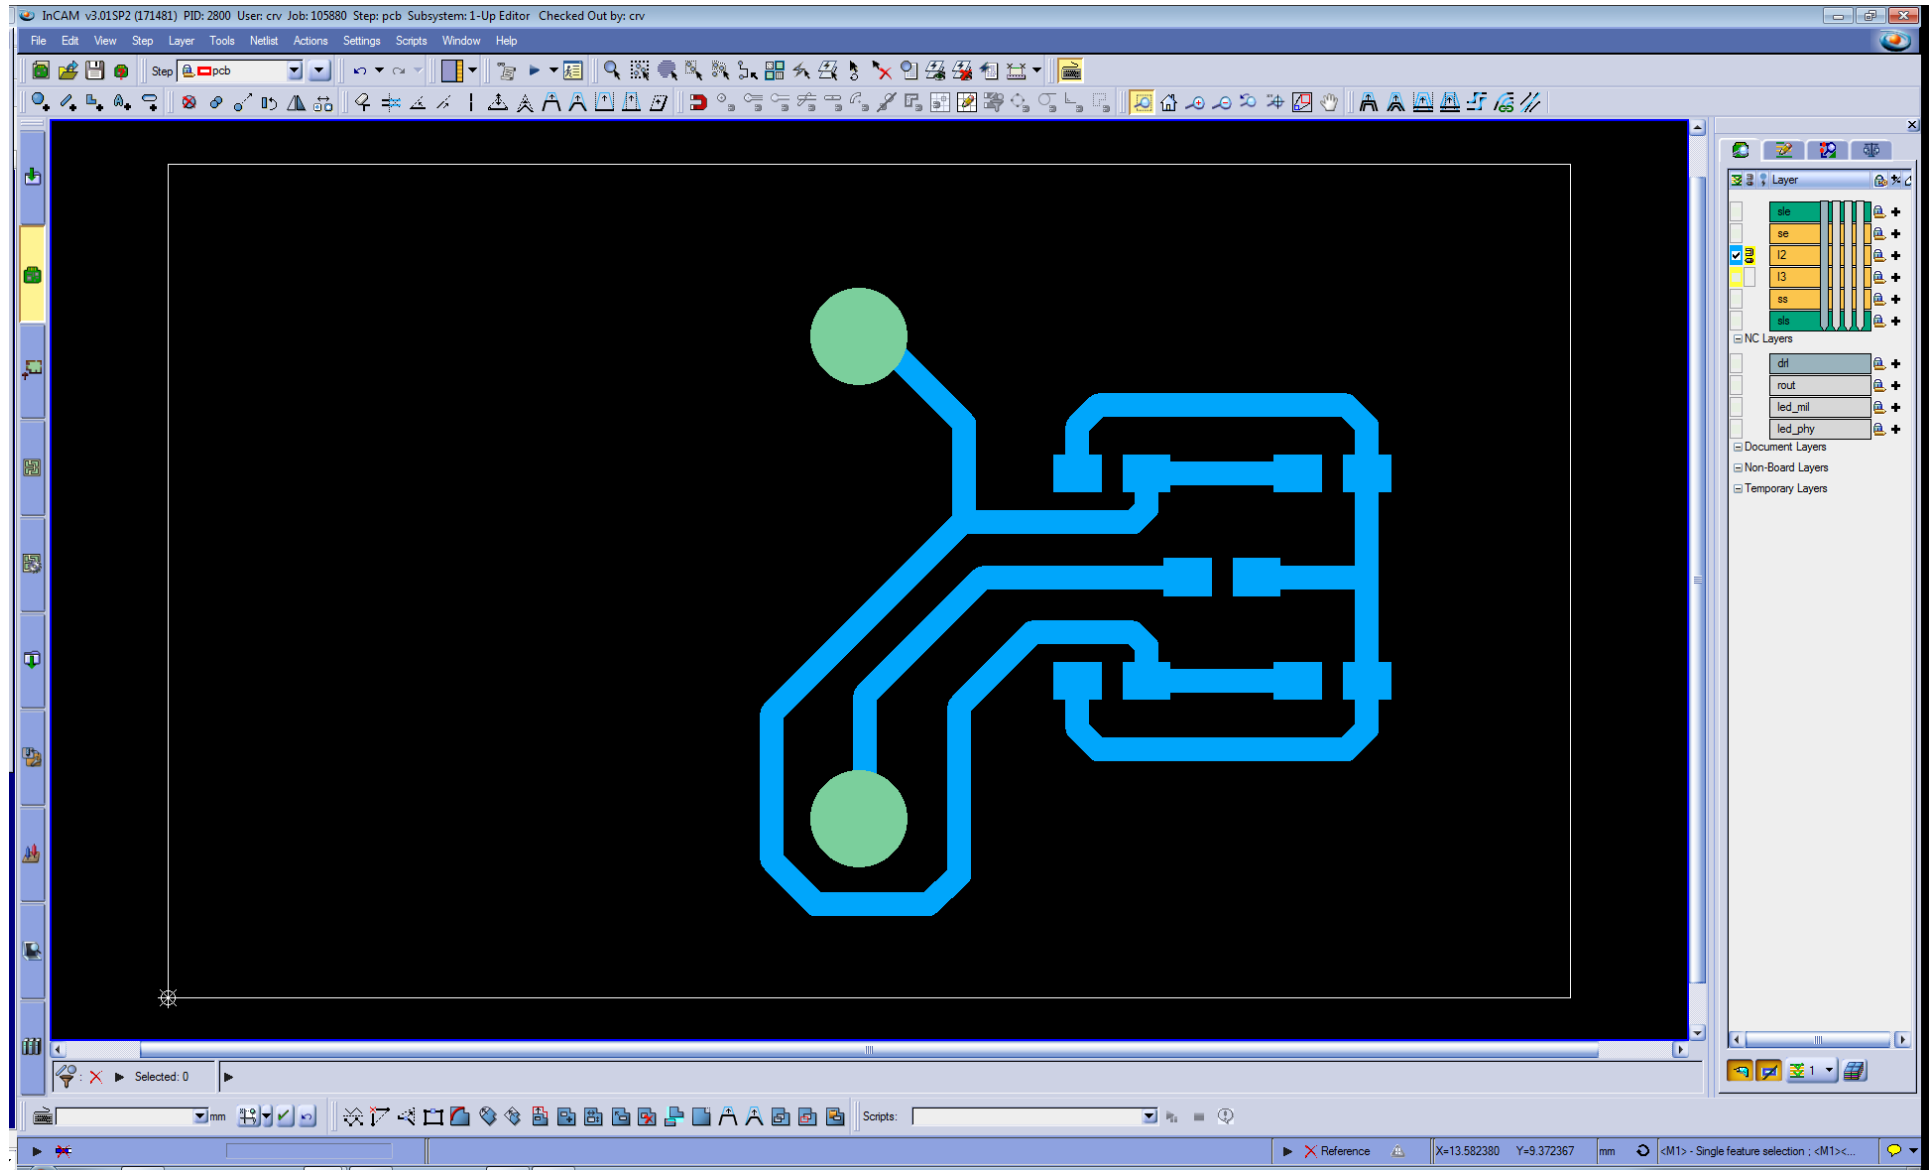 InCAM v3.01SP2 (171481) PID: 2800 User: crv Job: 105880 Step: pcb Subsystem: 1-Up Editor Checked Out by: crv
File Edit View Step Layer Tools Netlist Actions Settings Scripts Window Help
Step pcb
Layer
sle
se
l2
l3
ss
sls
NC Layers
drl
rout
led_mil
led_phy
Document Layers
Non-Board Layers
Temporary Layers
1
Selected: 0
mm
Scripts:
Reference X=13.582380 Y=9.372367 mm <M1> - Single feature selection ; <M1><...